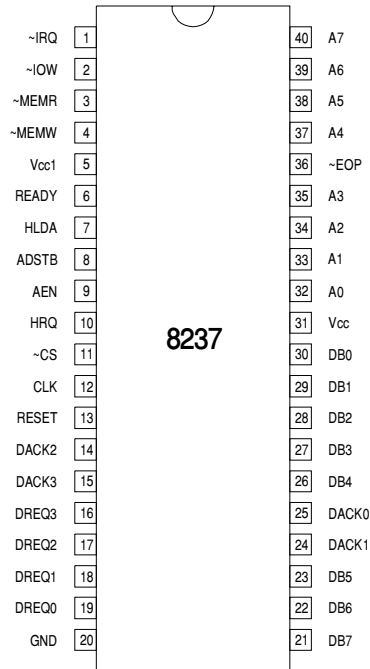 ~IRQ 1 40 A7
~IOW 2 39 A6
~MEMR 3 38 A5
~MEMW 4 37 A4
Vcc1 5 36 ~EOP
READY 6 35 A3
HLDA 7 34 A2
ADSTB 8 33 A1
AEN 9 32 A0
HRQ 10 31 Vcc
8237
~CS 11 30 DB0
CLK 12 29 DB1
RESET 13 28 DB2
DACK2 14 27 DB3
DACK3 15 26 DB4
DREQ3 16 25 DACK0
DREQ2 17 24 DACK1
DREQ1 18 23 DB5
DREQ0 19 22 DB6
GND 20 21 DB7